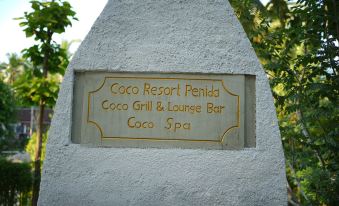 Coco Resort Penida
Coco Grill & Lounge Bar
Coco Spa